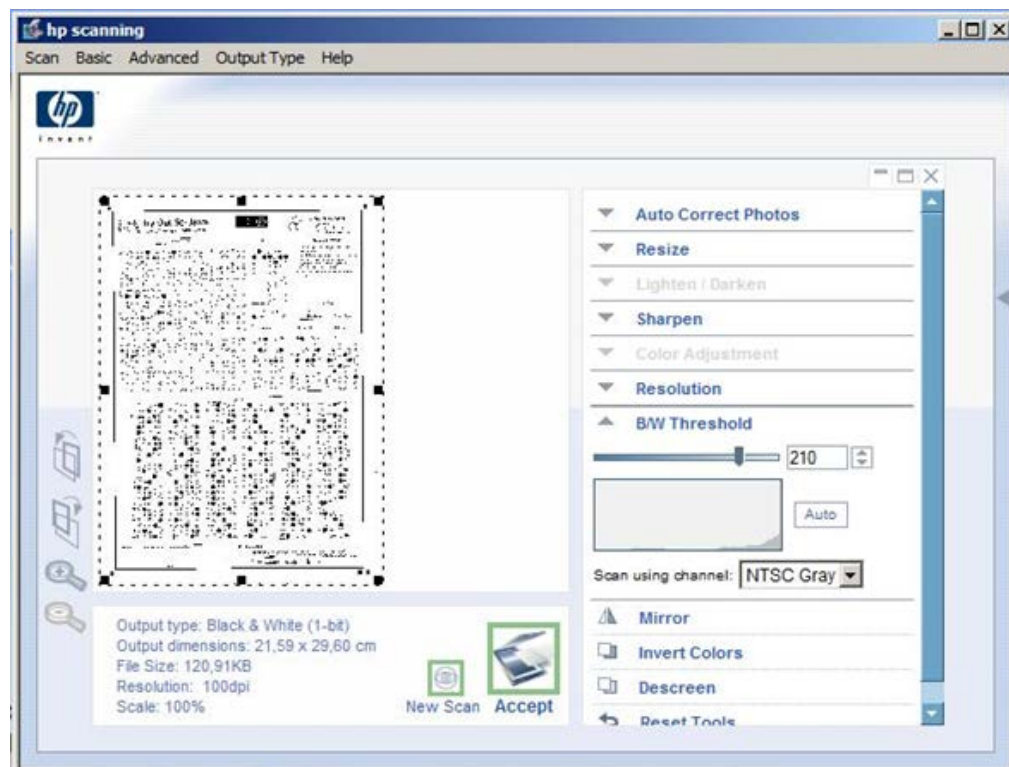 hp scanning
Scan Basic Advanced Output Type Help
hp
invent
Auto Correct Photos
Resize
Lighten / Darken
Sharpen
Color Adjustment
Resolution
B/W Threshold
210
Auto
Scan using channel: NTSC Gray
Mirror
Invert Colors
Descreen
Reset Tools
Output type: Black & White (1-bit)
Output dimensions: 21,59 x 29,60 cm
File Size: 120,91KB
Resolution: 100dpi
Scale: 100%
New Scan Accept